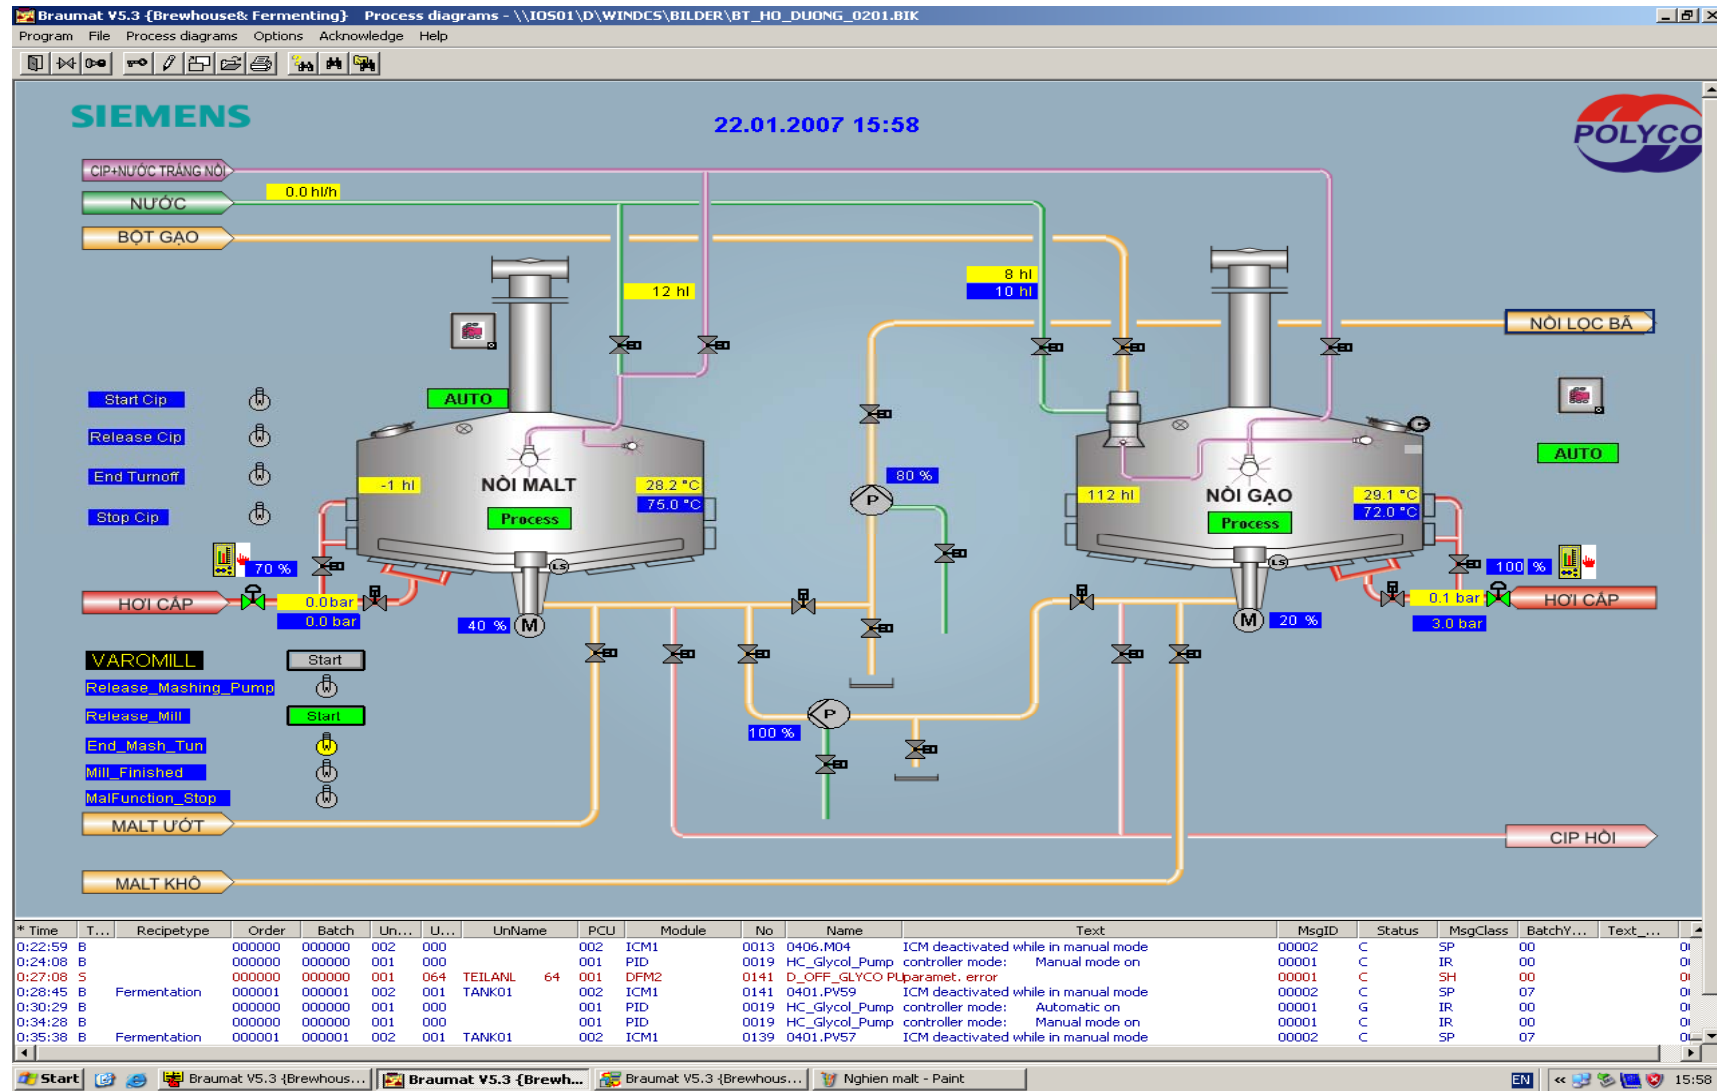 Braumat V5.3 {Brewhouse& Fermenting} Process diagrams - \\IOS01\D\WINDCS\BILDER\BT_HO_DUONG_0201.BIK
Program File Process diagrams Options Acknowledge Help
SIEMENS
22.01.2007 15:58
POLYCO
CIP+NƯỚC TRÁNG NỒI
0.0 hl/h
NƯỚC
BỘT GẠO
8 hl
12 hl
10 hl
NỒI LỌC BÃ
Start Cip
AUTO
Release Cip
AUTO
End Turnoff
80 %
-1 hl
NỒI MALT
28.2 °C
75.0 °C
P
112 hl
NỒI GẠO
29.1 °C
72.0 °C
Stop Cip
Process
Process
LS
LS
70 %
100 %
HƠI CẤP
0.0 bar
0.0 bar
0.1 bar
3.0 bar
HƠI CẤP
40 %
M
M
20 %
VAROMILL
Start
Release_Mashing_Pump
Release_Mill
Start
P
100 %
End_Mash_Tun
Mill_Finished
MalFunction_Stop
MALT ƯỚT
CIP HỒI
MALT KHÔ
* Time T... Recipetype Order Batch Un... U... UnName PCU Module No Name Text MsgID Status MsgClass BatchY... Text_...
0:22:59 B 000000 000000 002 000 002 ICM1 0013 0406.M04 ICM deactivated while in manual mode 00002 C SP 00
0:24:08 B 000000 000000 001 000 001 PID 0019 HC_Glycol_Pump controller mode: Manual mode on 00001 C IR 00
0:27:08 S 000000 000000 001 064 TEILANL 64 001 DFM2 0141 D_OFF_GLYCO PU paramet. error 00001 C SH 00
0:28:45 B Fermentation 000001 000001 002 001 TANK01 002 ICM1 0141 0401.PV59 ICM deactivated while in manual mode 00002 C SP 07
0:30:29 B 000000 000000 001 000 001 PID 0019 HC_Glycol_Pump controller mode: Automatic on 00001 G IR 00
0:34:28 B 000000 000000 001 000 001 PID 0019 HC_Glycol_Pump controller mode: Manual mode on 00001 C IR 00
0:35:38 B Fermentation 000001 000001 002 001 TANK01 002 ICM1 0139 0401.PV57 ICM deactivated while in manual mode 00002 C SP 07
Start Braumat V5.3 {Brewhous... Braumat V5.3 {Brewh... Braumat V5.3 {Brewhous... Nghien malt - Paint EN « 15:58